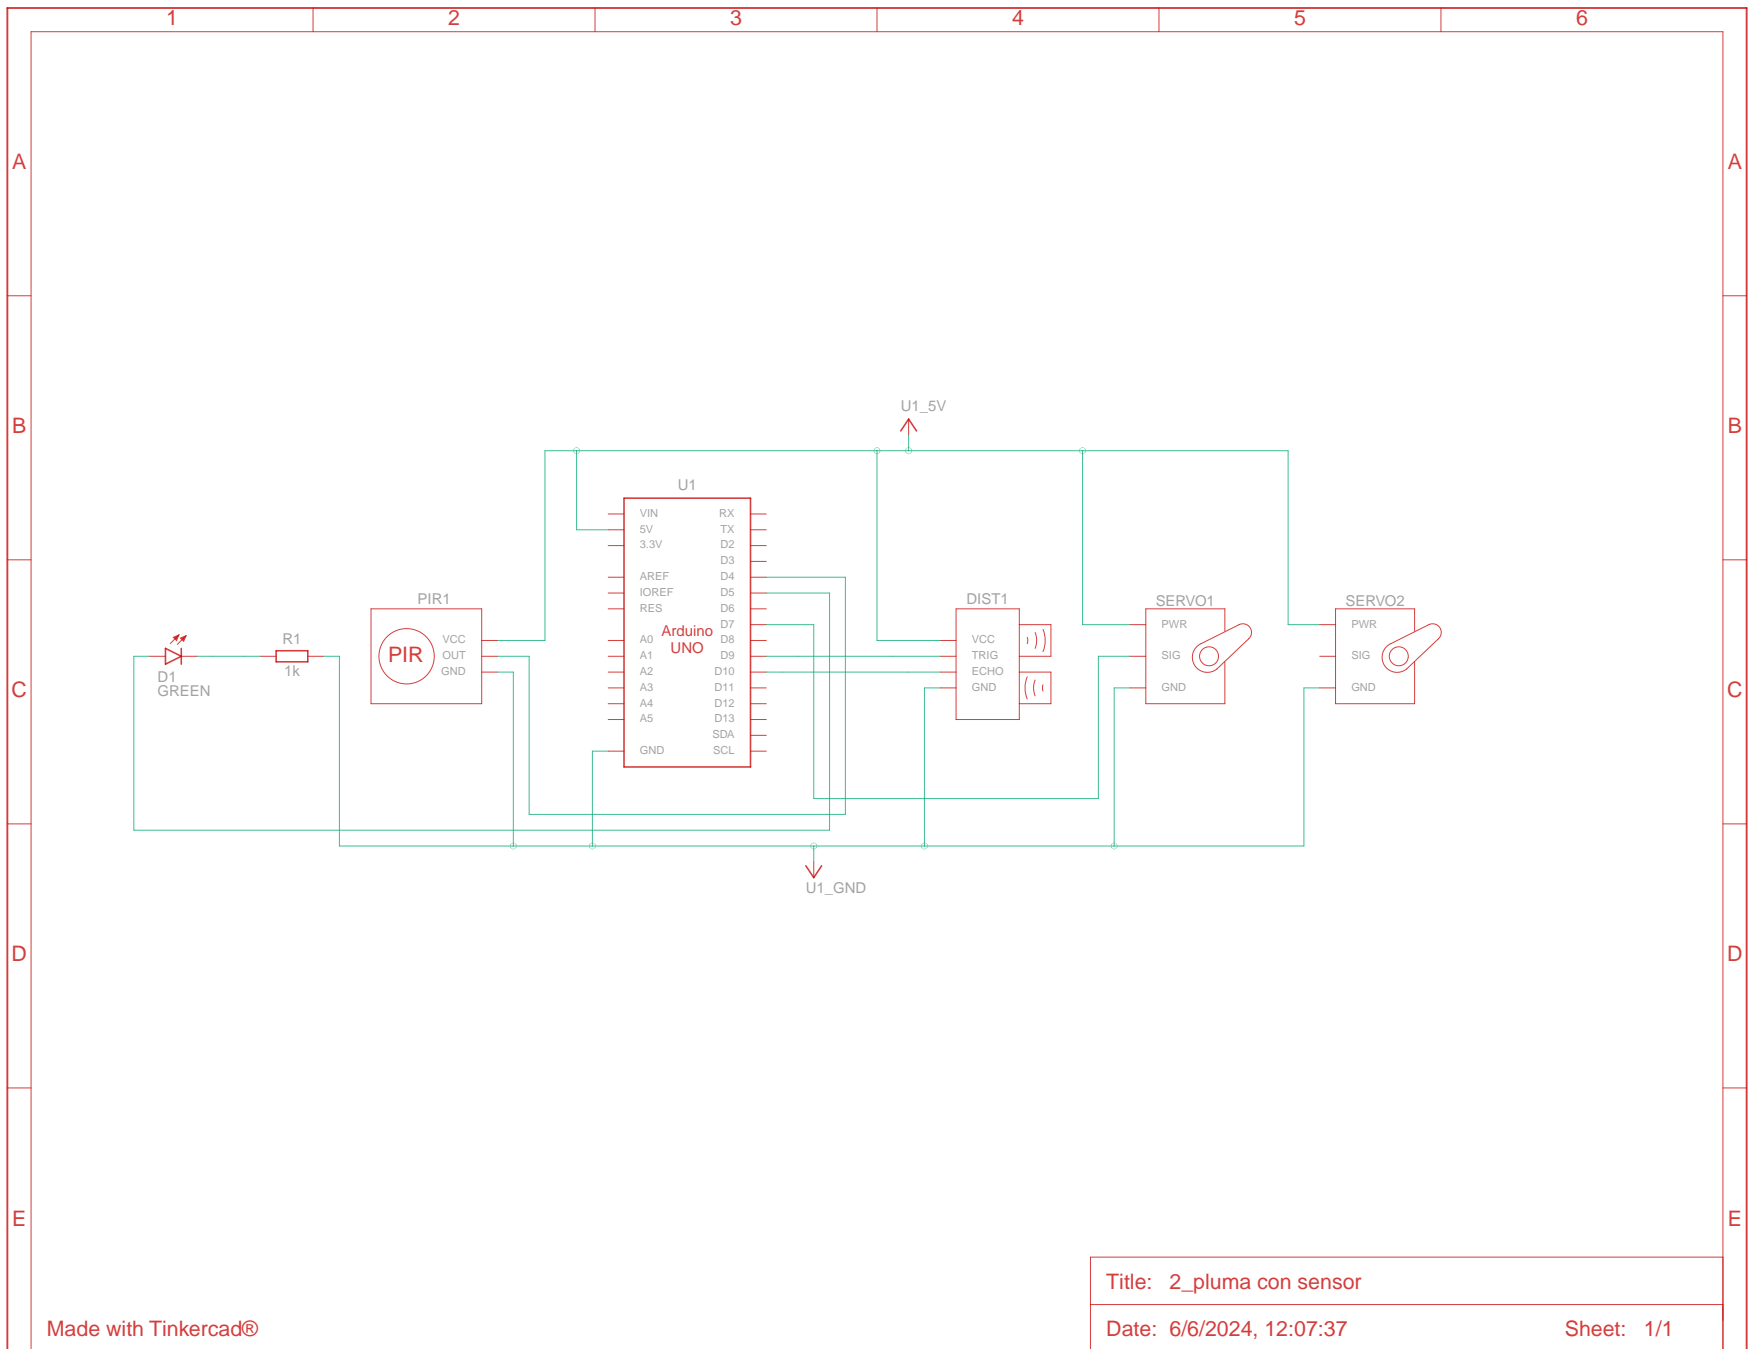 1 2 3 4 5 6
A A
B B
C C
D D
E E
U1_5V
U1
VIN RX
5V TX
3.3V D2
D3
AREF D4
IOREF D5
RES D6
D7
A0 D8
A1 D9
A2 D10
A3 D11
A4 D12
A5 D13
SDA
GND SCL
Arduino
UNO
D1
GREEN
R1
1k
PIR1
PIR
VCC
OUT
GND
DIST1
VCC
TRIG
ECHO
GND
SERVO1
PWR
SIG
GND
SERVO2
PWR
SIG
GND
U1_GND
Title: 2_pluma con sensor
Made with Tinkercad®
Date: 6/6/2024, 12:07:37 Sheet: 1/1